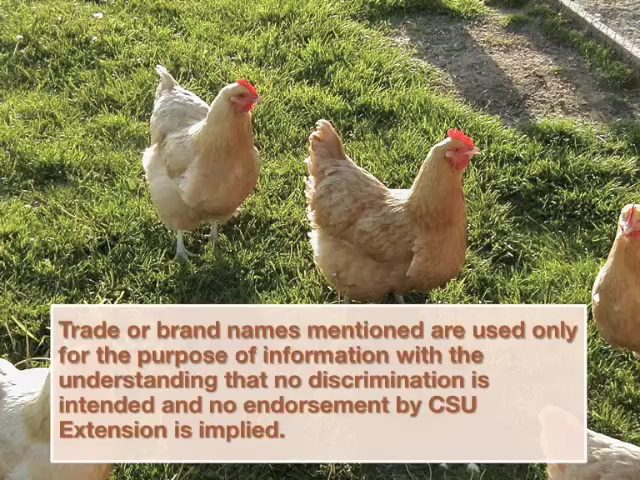 Trade or brand names mentioned are used only
for the purpose of information with the
understanding that no discrimination is
intended and no endorsement by CSU
Extension is implied.